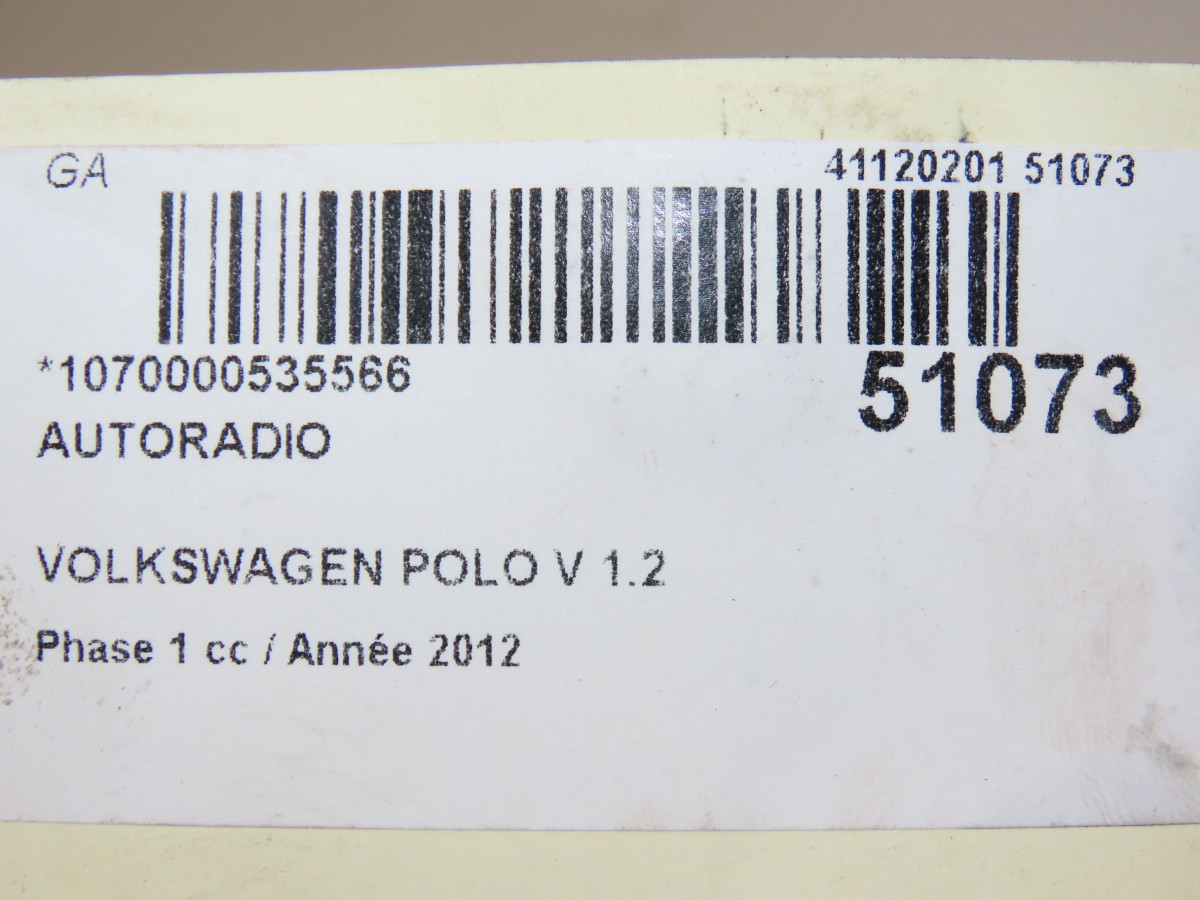 GA 41120201 51073
*1070000535566
51073
AUTORADIO
VOLKSWAGEN POLO V 1.2
Phase 1 cc / Année 2012